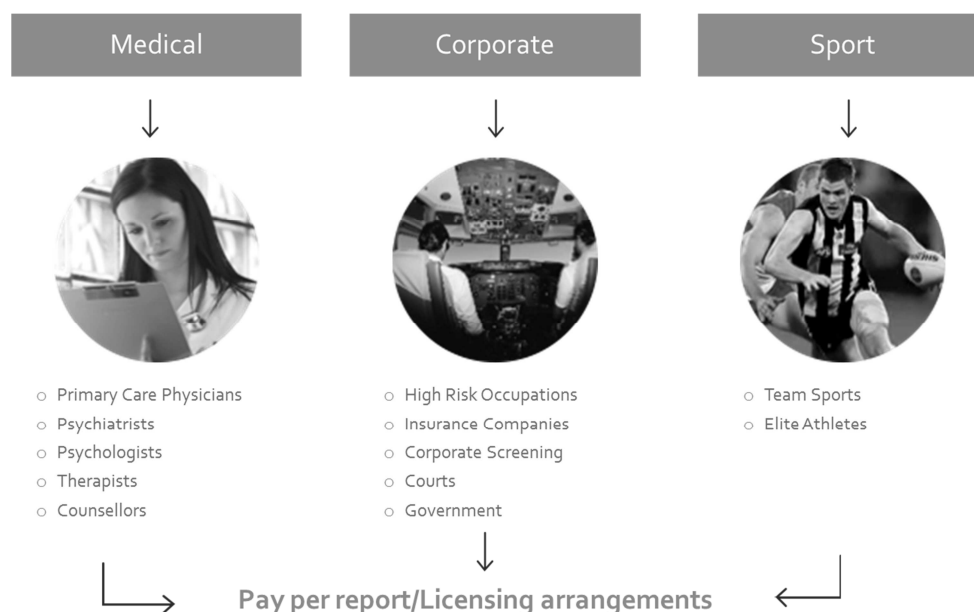 Medical
Corporate
Sport
o Primary Care Physicians
o Psychiatrists
o Psychologists
o Therapists
o Counsellors
o High Risk Occupations
o Insurance Companies
o Corporate Screening
o Courts
o Government
o Team Sports
o Elite Athletes
Pay per report/Licensing arrangements